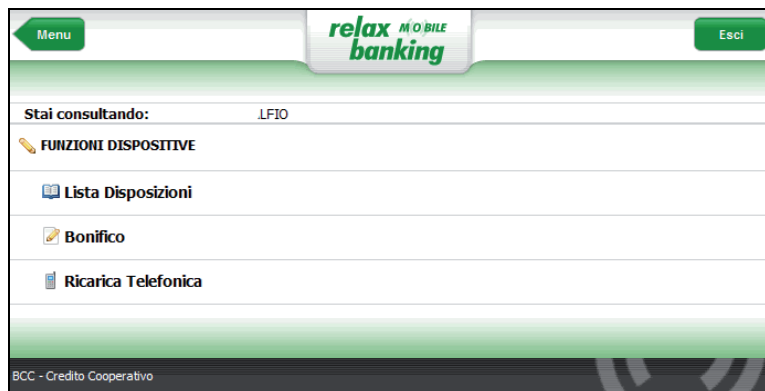 Menu
relax MOBILE
banking
Esci
Stai consultando: .LFIO
FUNZIONI DISPOSITIVE
Lista Disposizioni
Bonifico
Ricarica Telefonica
BCC - Credito Cooperativo